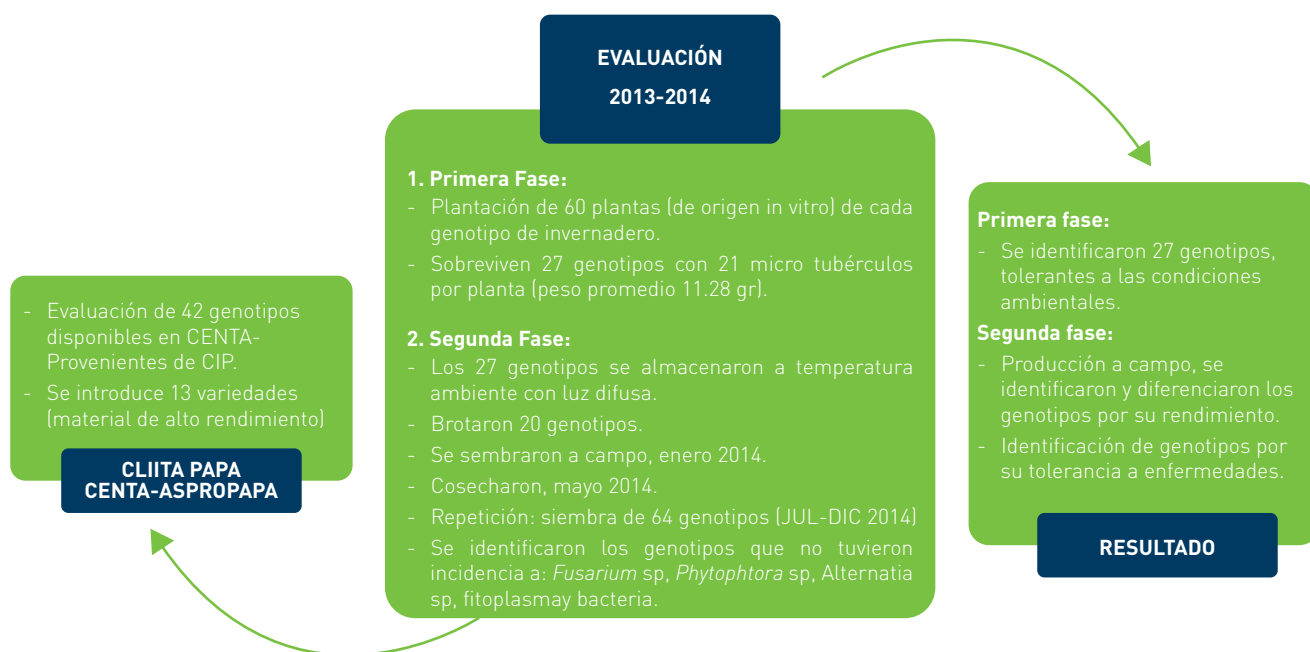 EVALUACIÓN
2013-2014
1. Primera Fase:
- Plantación de 60 plantas (de origen in vitro) de cada
genotipo de invernadero.
- Sobreviven 27 genotipos con 21 micro tubérculos
por planta (peso promedio 11.28 gr).
2. Segunda Fase:
- Los 27 genotipos se almacenaron a temperatura
ambiente con luz difusa.
- Brotaron 20 genotipos.
- Se sembraron a campo, enero 2014.
- Cosecharon, mayo 2014.
- Repetición: siembra de 64 genotipos (JUL-DIC 2014)
- Se identificaron los genotipos que no tuvieron
incidencia a: Fusarium sp, Phytophtora sp, Alternatia
sp, fitoplasmay bacteria.
Primera fase:
- Se identificaron 27 genotipos,
tolerantes a las condiciones
ambientales.
Segunda fase:
- Producción a campo, se
identificaron y diferenciaron los
genotipos por su rendimiento.
- Identificación de genotipos por
su tolerancia a enfermedades.
RESULTADO
- Evaluación de 42 genotipos
disponibles en CENTA-
Provenientes de CIP.
- Se introduce 13 variedades
(material de alto rendimiento)
CLIITA PAPA
CENTA-ASPROPAPA